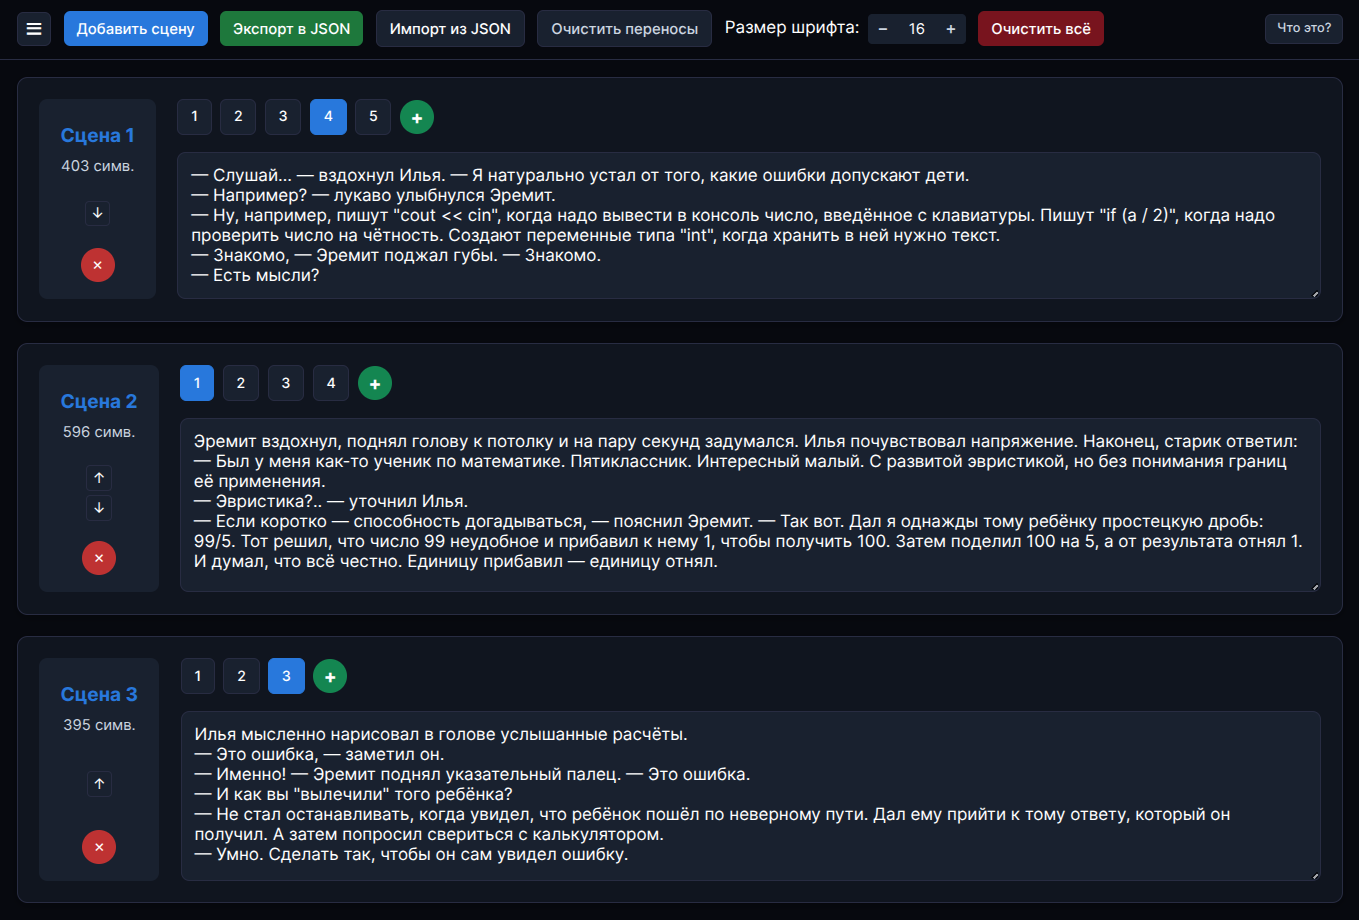 Добавить сцену Экспорт в JSON Импорт из JSON Очистить переносы Размер шрифта: − 16 + Очистить всё Что это?
Сцена 1
403 симв.
↓
×
1 2 3 4 5 +
— Слушай... — вздохнул Илья. — Я натурально устал от того, какие ошибки допускают дети.
— Например? — лукаво улыбнулся Эремит.
— Ну, например, пишут "cout << cin", когда надо вывести в консоль число, введённое с клавиатуры. Пишут "if (a / 2)", когда надо
проверить число на чётность. Создают переменные типа "int", когда хранить в ней нужно текст.
— Знакомо, — Эремит поджал губы. — Знакомо.
— Есть мысли?
Сцена 2
596 симв.
↑
↓
×
1 2 3 4 +
Эремит вздохнул, поднял голову к потолку и на пару секунд задумался. Илья почувствовал напряжение. Наконец, старик ответил:
— Был у меня как-то ученик по математике. Пятиклассник. Интересный малый. С развитой эвристикой, но без понимания границ
её применения.
— Эвристика?.. — уточнил Илья.
— Если коротко — способность догадываться, — пояснил Эремит. — Так вот. Дал я однажды тому ребёнку простецкую дробь:
99/5. Тот решил, что число 99 неудобное и прибавил к нему 1, чтобы получить 100. Затем поделил 100 на 5, а от результата отнял 1.
И думал, что всё честно. Единицу прибавил — единицу отнял.
Сцена 3
395 симв.
↑
×
1 2 3 +
Илья мысленно нарисовал в голове услышанные расчёты.
— Это ошибка, — заметил он.
— Именно! — Эремит поднял указательный палец. — Это ошибка.
— И как вы "вылечили" того ребёнка?
— Не стал останавливать, когда увидел, что ребёнок пошёл по неверному пути. Дал ему прийти к тому ответу, который он
получил. А затем попросил свериться с калькулятором.
— Умно. Сделать так, чтобы он сам увидел ошибку.